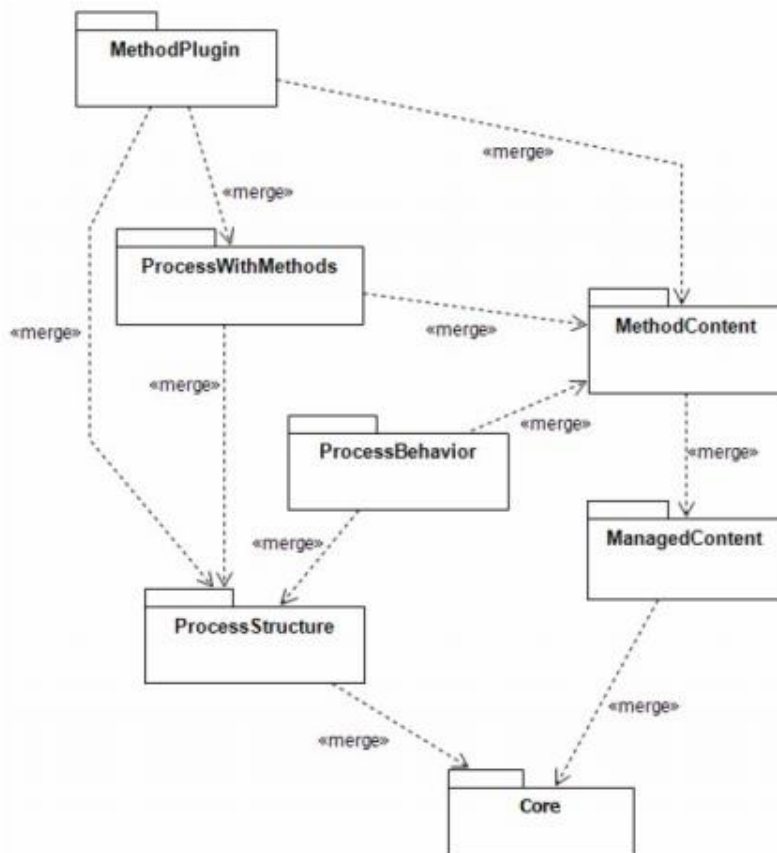 MethodPlugin
«merge»
«merge»
ProcessWithMethods
«merge»
MethodContent
«merge»
«merge»
«merge»
ProcessBehavior
«merge»
ManagedContent
«merge»
ProcessStructure
«merge»
«merge»
Core